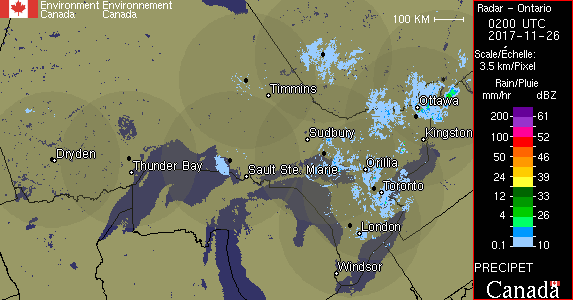 Environment Environnement
Canada Canada
100 KM
Timmins
Ottawa
Sudbury
Kingston
Dryden
Thunder Bay
Sault Ste. Marie
Orillia
Toronto
London
Windsor
Radar - Ontario
0200 UTC
2017-11-26
Scale/Échelle:
3.5 km/Pixel
Rain/Pluie
mm/hr dBZ
200 61
100 52
50 46
24 39
12 33
4 26
0.1 10
PRECIPET
Canada